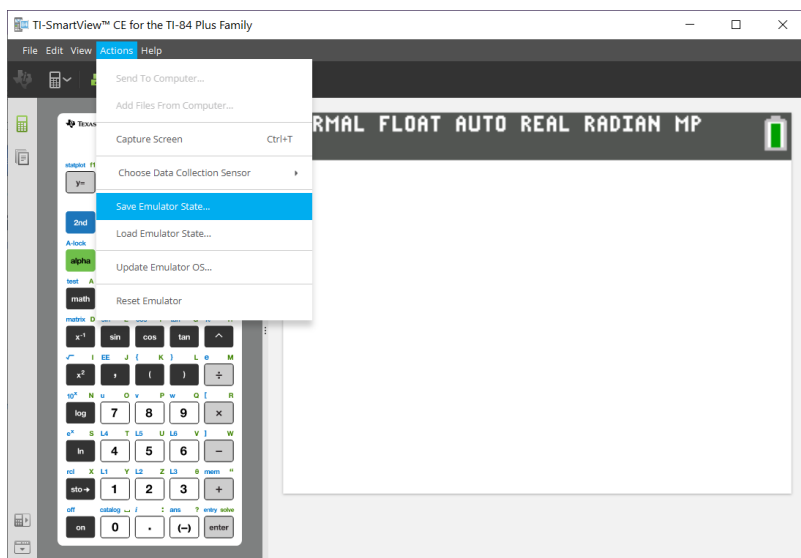 TI-SmartView™ CE for the TI-84 Plus Family
File Edit View Actions Help
Send To Computer...
Add Files From Computer...
Capture Screen Ctrl+T
Choose Data Collection Sensor
Save Emulator State...
Load Emulator State...
Update Emulator OS...
Reset Emulator
RMAL FLOAT AUTO REAL RADIAN MP
TEXAS
statplot f1
y=
2nd
A-lock
alpha
test A
math
matrix D
x-1 sin cos tan ^
√‾ I EE J { K } L e M
x² , ( ) ÷
10ˣ N u O v P w Q [ R
log 7 8 9 ×
eˣ S L4 T L5 U L6 V ] W
ln 4 5 6 −
rcl X L1 Y L2 Z L3 θ mem "
sto→ 1 2 3 +
off catalog ⎵ i : ans ? entry solve
on 0 . (−) enter